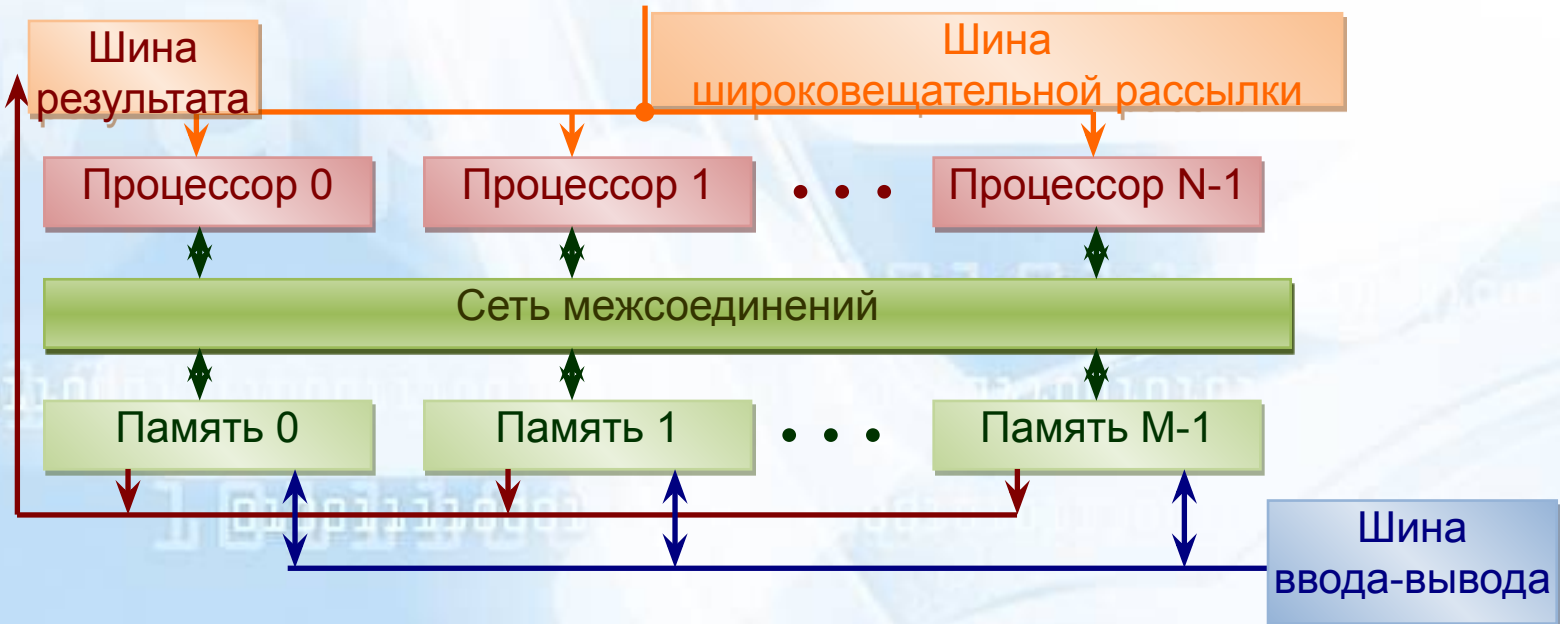 Шина
результата
Шина
широковещательной рассылки
Процессор 0
Процессор 1
• • •
Процессор N-1
Сеть межсоединений
Память 0
Память 1
• • •
Память M-1
Шина
ввода-вывода